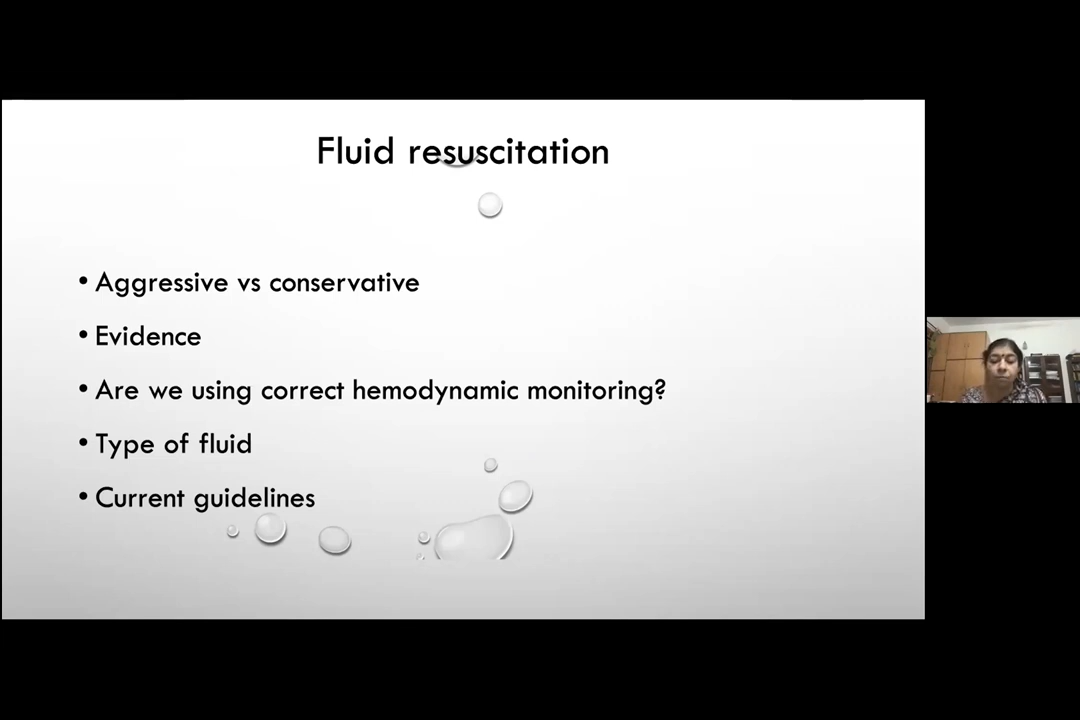 Fluid resuscitation
• Aggressive vs conservative
• Evidence
• Are we using correct hemodynamic monitoring?
• Type of fluid
• Current guidelines